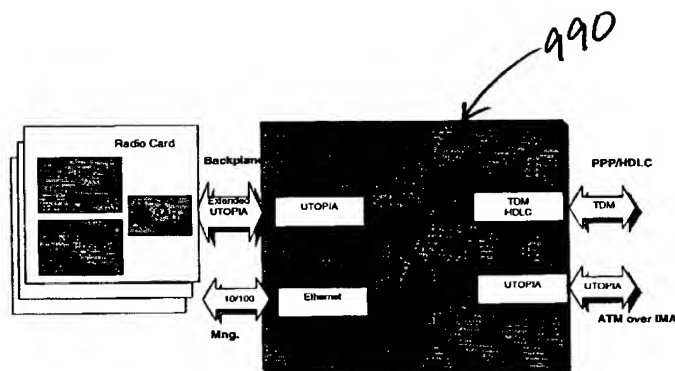 990
Radio Card
Backplane
PPP/HDLC
Extended
UTOPIA
UTOPIA
TDM
HDLC
TDM
10/100
Ethernet
UTOPIA
UTOPIA
Mng.
ATM over IMA